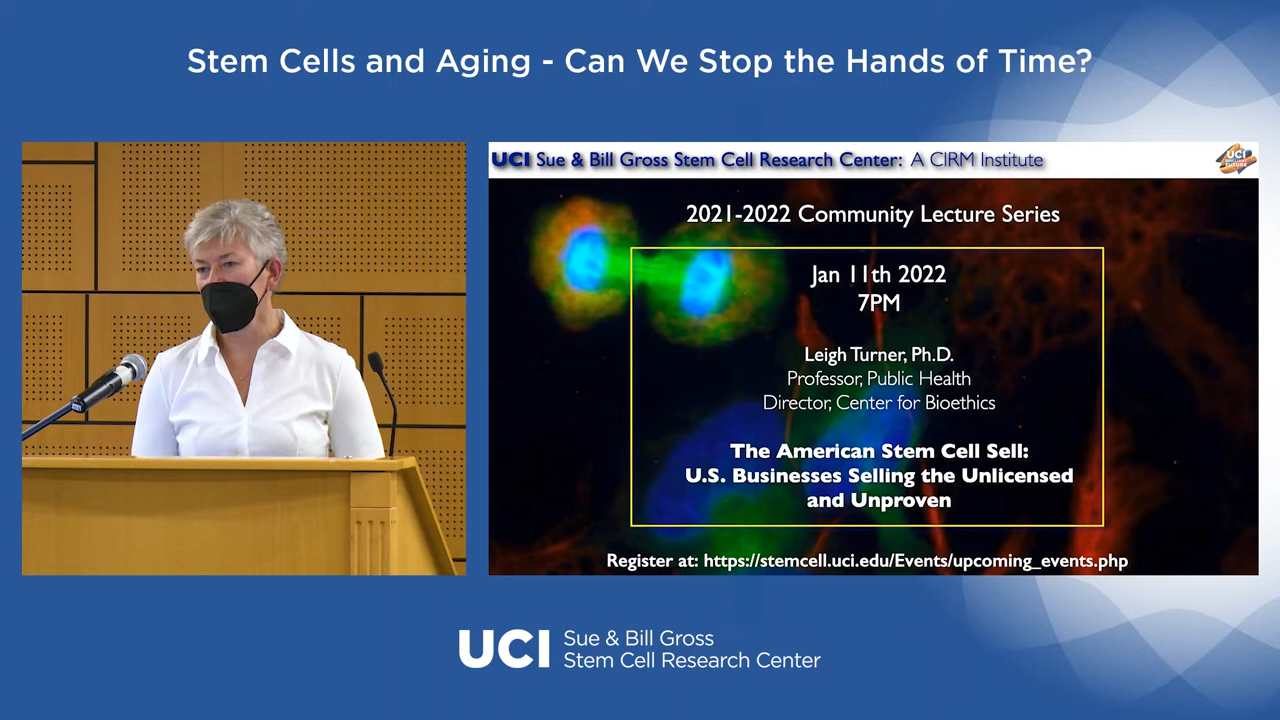 Stem Cells and Aging - Can We Stop the Hands of Time?
UCI Sue & Bill Gross Stem Cell Research Center: A CIRM Institute
UCI
BRILLIANT
FUTURE
2021-2022 Community Lecture Series
Jan 11th 2022
7PM
Leigh Turner, Ph.D.
Professor, Public Health
Director, Center for Bioethics
The American Stem Cell Sell:
U.S. Businesses Selling the Unlicensed
and Unproven
Register at: https://stemcell.uci.edu/Events/upcoming_events.php
UCI
Sue & Bill Gross
Stem Cell Research Center